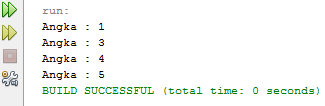 run:
Angka : 1
Angka : 3
Angka : 4
Angka : 5
BUILD SUCCESSFUL (total time: 0 seconds)